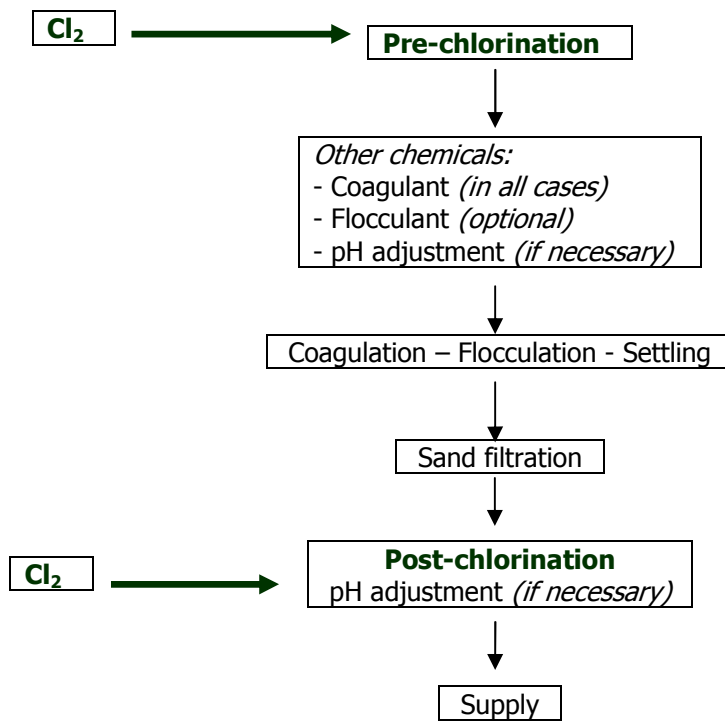 Cl₂
Pre-chlorination
Other chemicals:
- Coagulant (in all cases)
- Flocculant (optional)
- pH adjustment (if necessary)
Coagulation – Flocculation - Settling
Sand filtration
Cl₂
Post-chlorination
pH adjustment (if necessary)
Supply